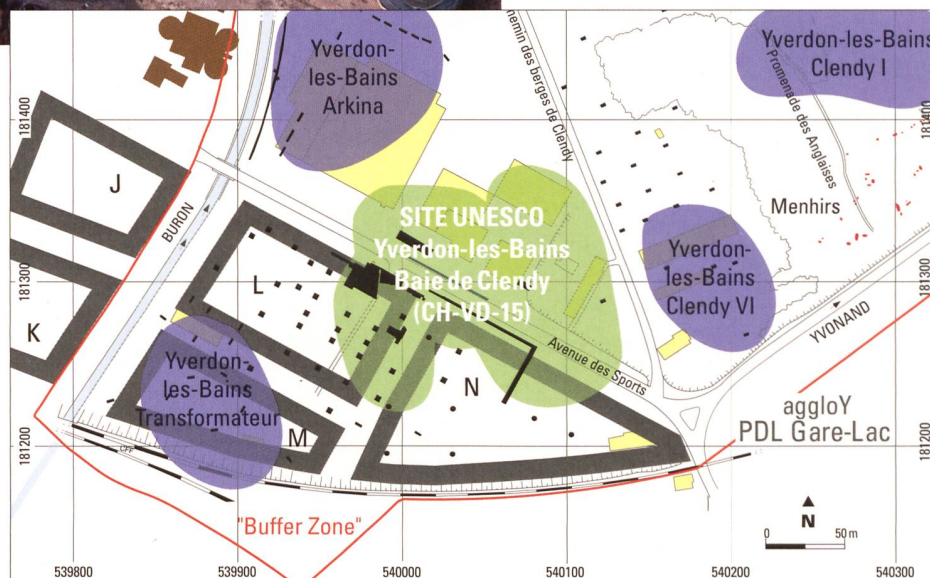 Yverdon-
les-Bains
Arkina
Chemin des berges de Clendy
Yverdon-les-Bains
Clendy I
Promenade des Anglaises
181400
181400
J
BURON
SITE UNESCO
Yverdon-les-Bains
Baie de Clendy
(CH-VD-15)
Menhirs
Yverdon-
les-Bains
Clendy VI
181300
181300
L
K
YVONAND
Avenue des Sports
Yverdon-
les-Bains
Transformateur
N
M
aggloY
PDL Gare-Lac
181200
181200
CFF
"Buffer Zone"
N
0 50 m
539800 539900 540000 540100 540200 540300